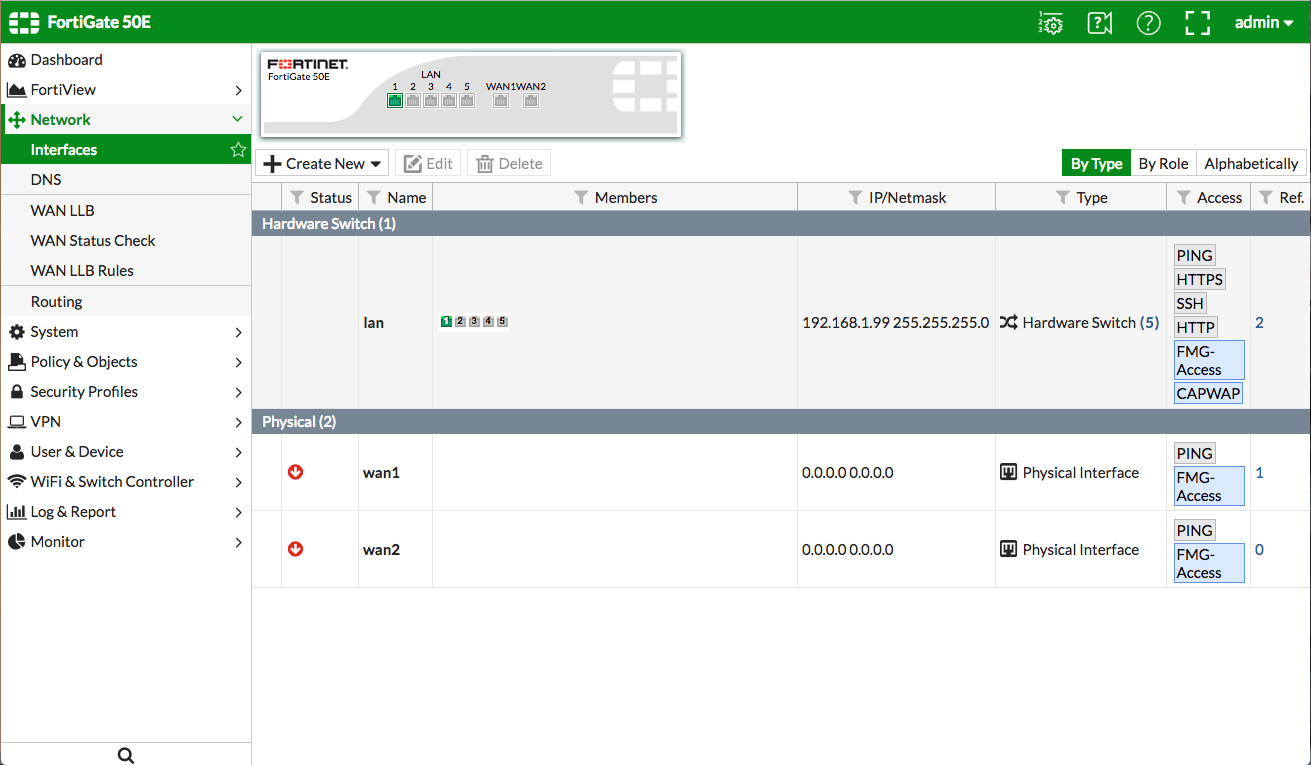 FortiGate 50E
admin
Dashboard
FortiView
Network
Interfaces
DNS
WAN LLB
WAN Status Check
WAN LLB Rules
Routing
System
Policy & Objects
Security Profiles
VPN
User & Device
WiFi & Switch Controller
Log & Report
Monitor
FORTINET
FortiGate 50E
LAN
1 2 3 4 5 WAN1 WAN2
Create New Edit Delete By Type By Role Alphabetically
Status Name Members IP/Netmask Type Access Ref.
Hardware Switch (1)
lan 1 2 3 4 5 192.168.1.99 255.255.255.0 Hardware Switch (5) 2
PING
HTTPS
SSH
HTTP
FMG-
Access
CAPWAP
Physical (2)
wan1 0.0.0.0 0.0.0.0 Physical Interface 1
PING
FMG-
Access
wan2 0.0.0.0 0.0.0.0 Physical Interface 0
PING
FMG-
Access